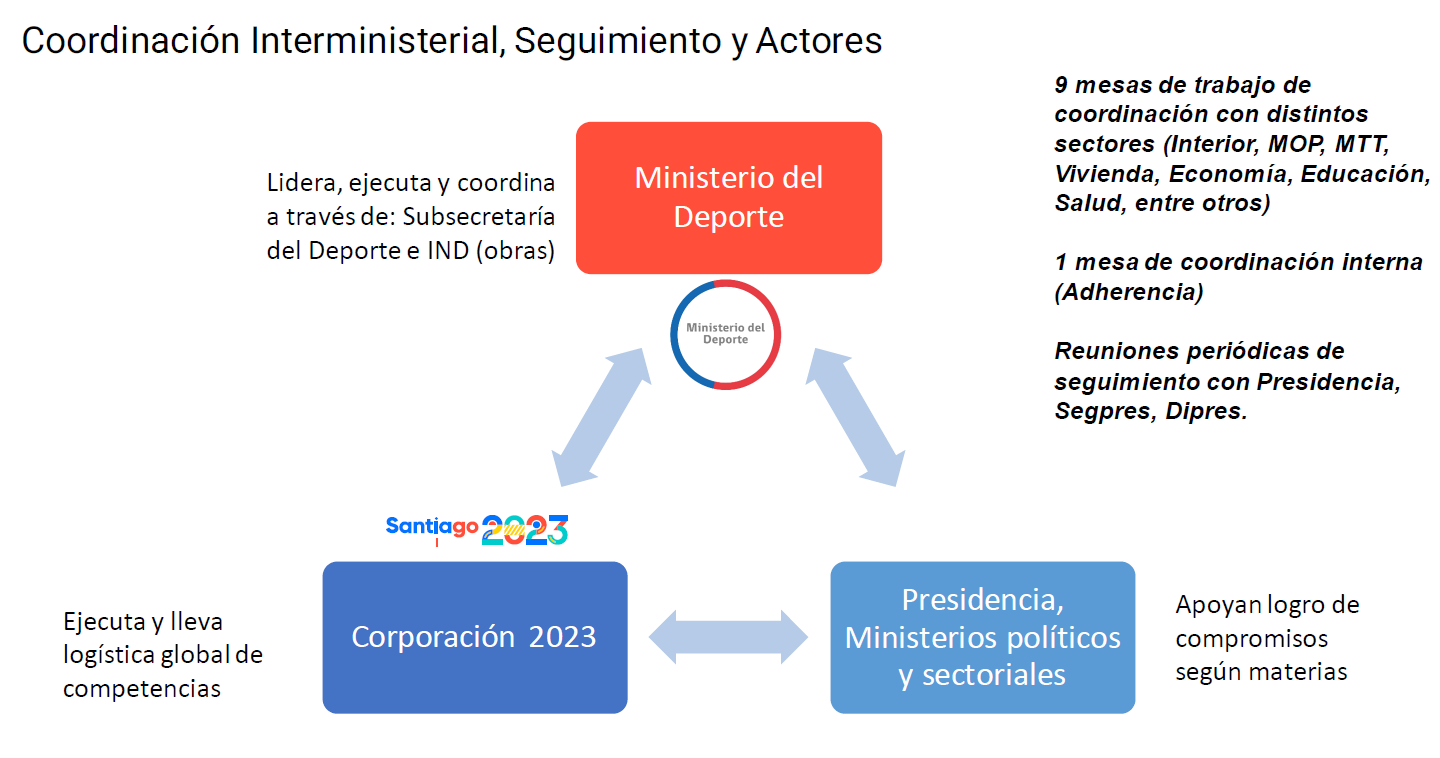 Coordinación Interministerial, Seguimiento y Actores
9 mesas de trabajo de
coordinación con distintos
sectores (Interior, MOP, MTT,
Vivienda, Economía, Educación,
Salud, entre otros)
1 mesa de coordinación interna
(Adherencia)
Reuniones periódicas de
seguimiento con Presidencia,
Segpres, Dipres.
Lidera, ejecuta y coordina
a través de: Subsecretaría
del Deporte e IND (obras)
Ministerio del
Deporte
Ministerio del
Deporte
Santiago 2023
Ejecuta y lleva
logística global de
competencias
Corporación 2023
Presidencia,
Ministerios políticos
y sectoriales
Apoyan logro de
compromisos
según materias